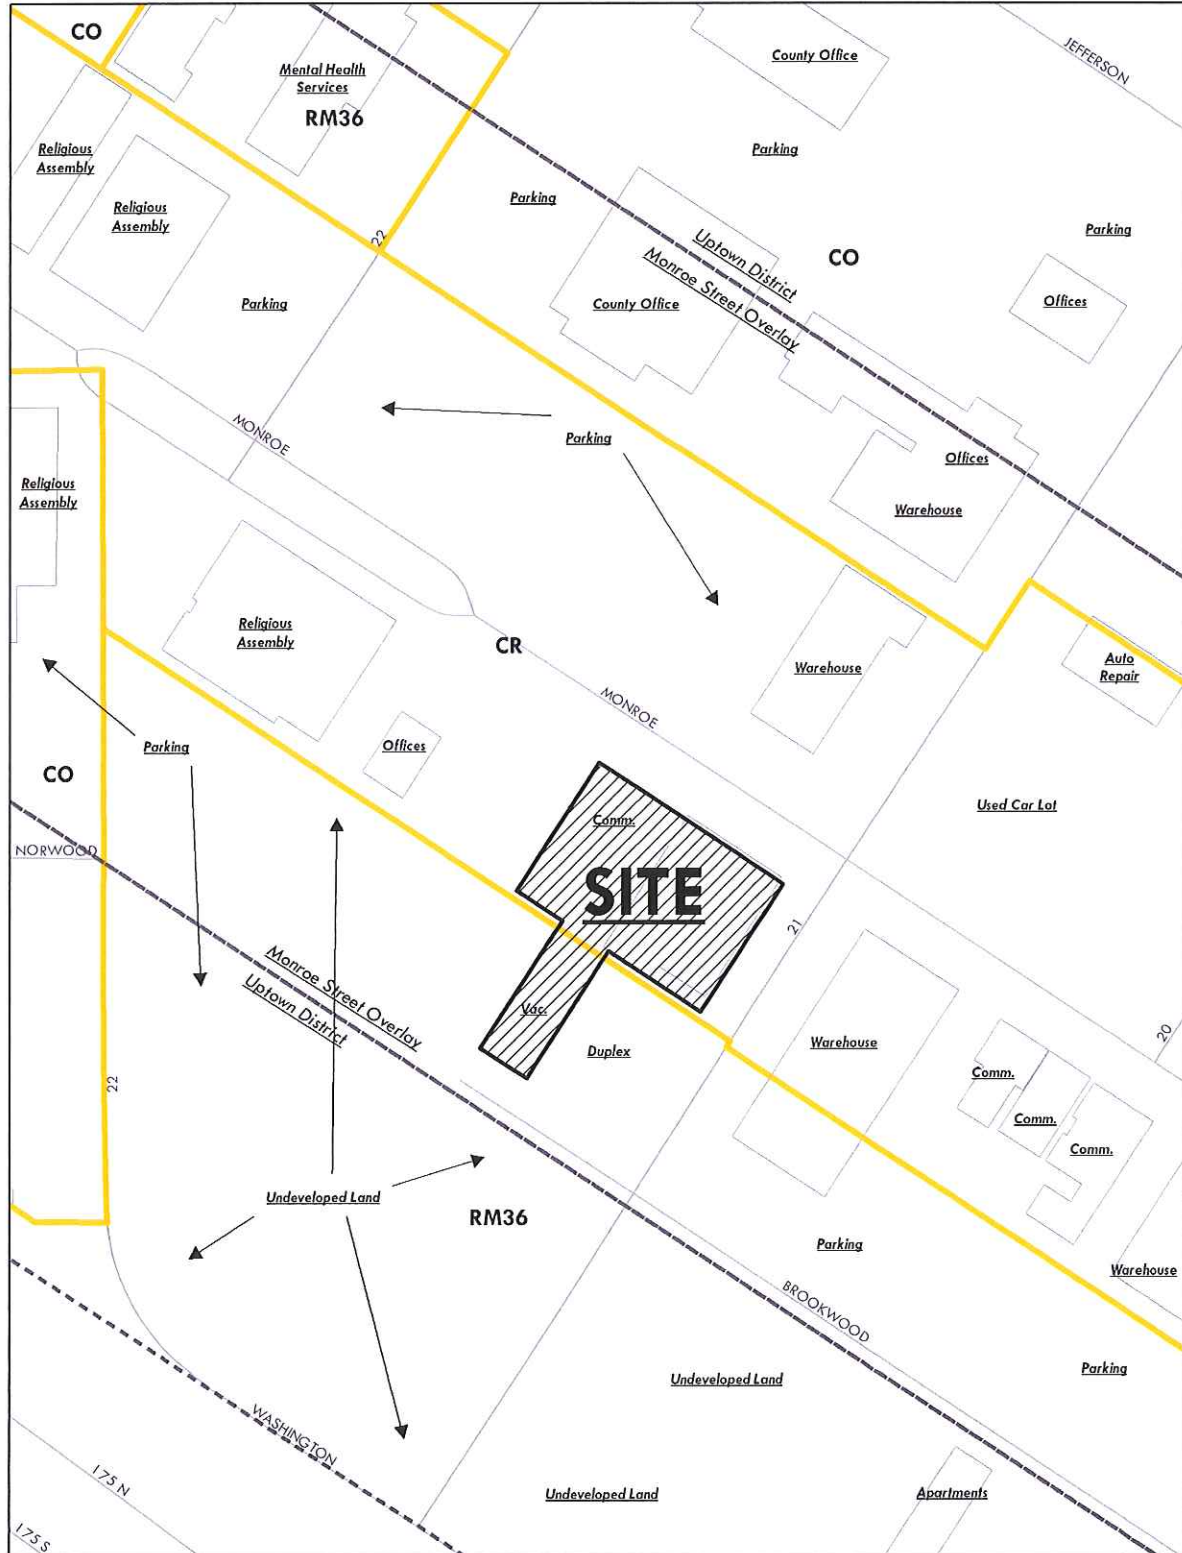 CO
County Office
JEFFERSON
Mental Health
Services
RM36
Religious
Assembly
Parking
Religious
Assembly
Parking
22
Uptown District
Monroe Street Overlay
CO
Parking
Parking
County Office
Offices
MONROE
Parking
Offices
Religious
Assembly
Warehouse
Religious
Assembly
CR
Warehouse
Auto
Repair
MONROE
Parking
Offices
CO
Used Car Lot
Comm.
NORWOOD
SITE
21
Monroe Street Overlay
Uptown District
Vac.
Duplex
Warehouse
20
Comm.
22
Comm.
Comm.
Undeveloped Land
RM36
Parking
Warehouse
BROOKWOOD
Undeveloped Land
Parking
WASHINGTON
175 N
Undeveloped Land
Apartments
175 S